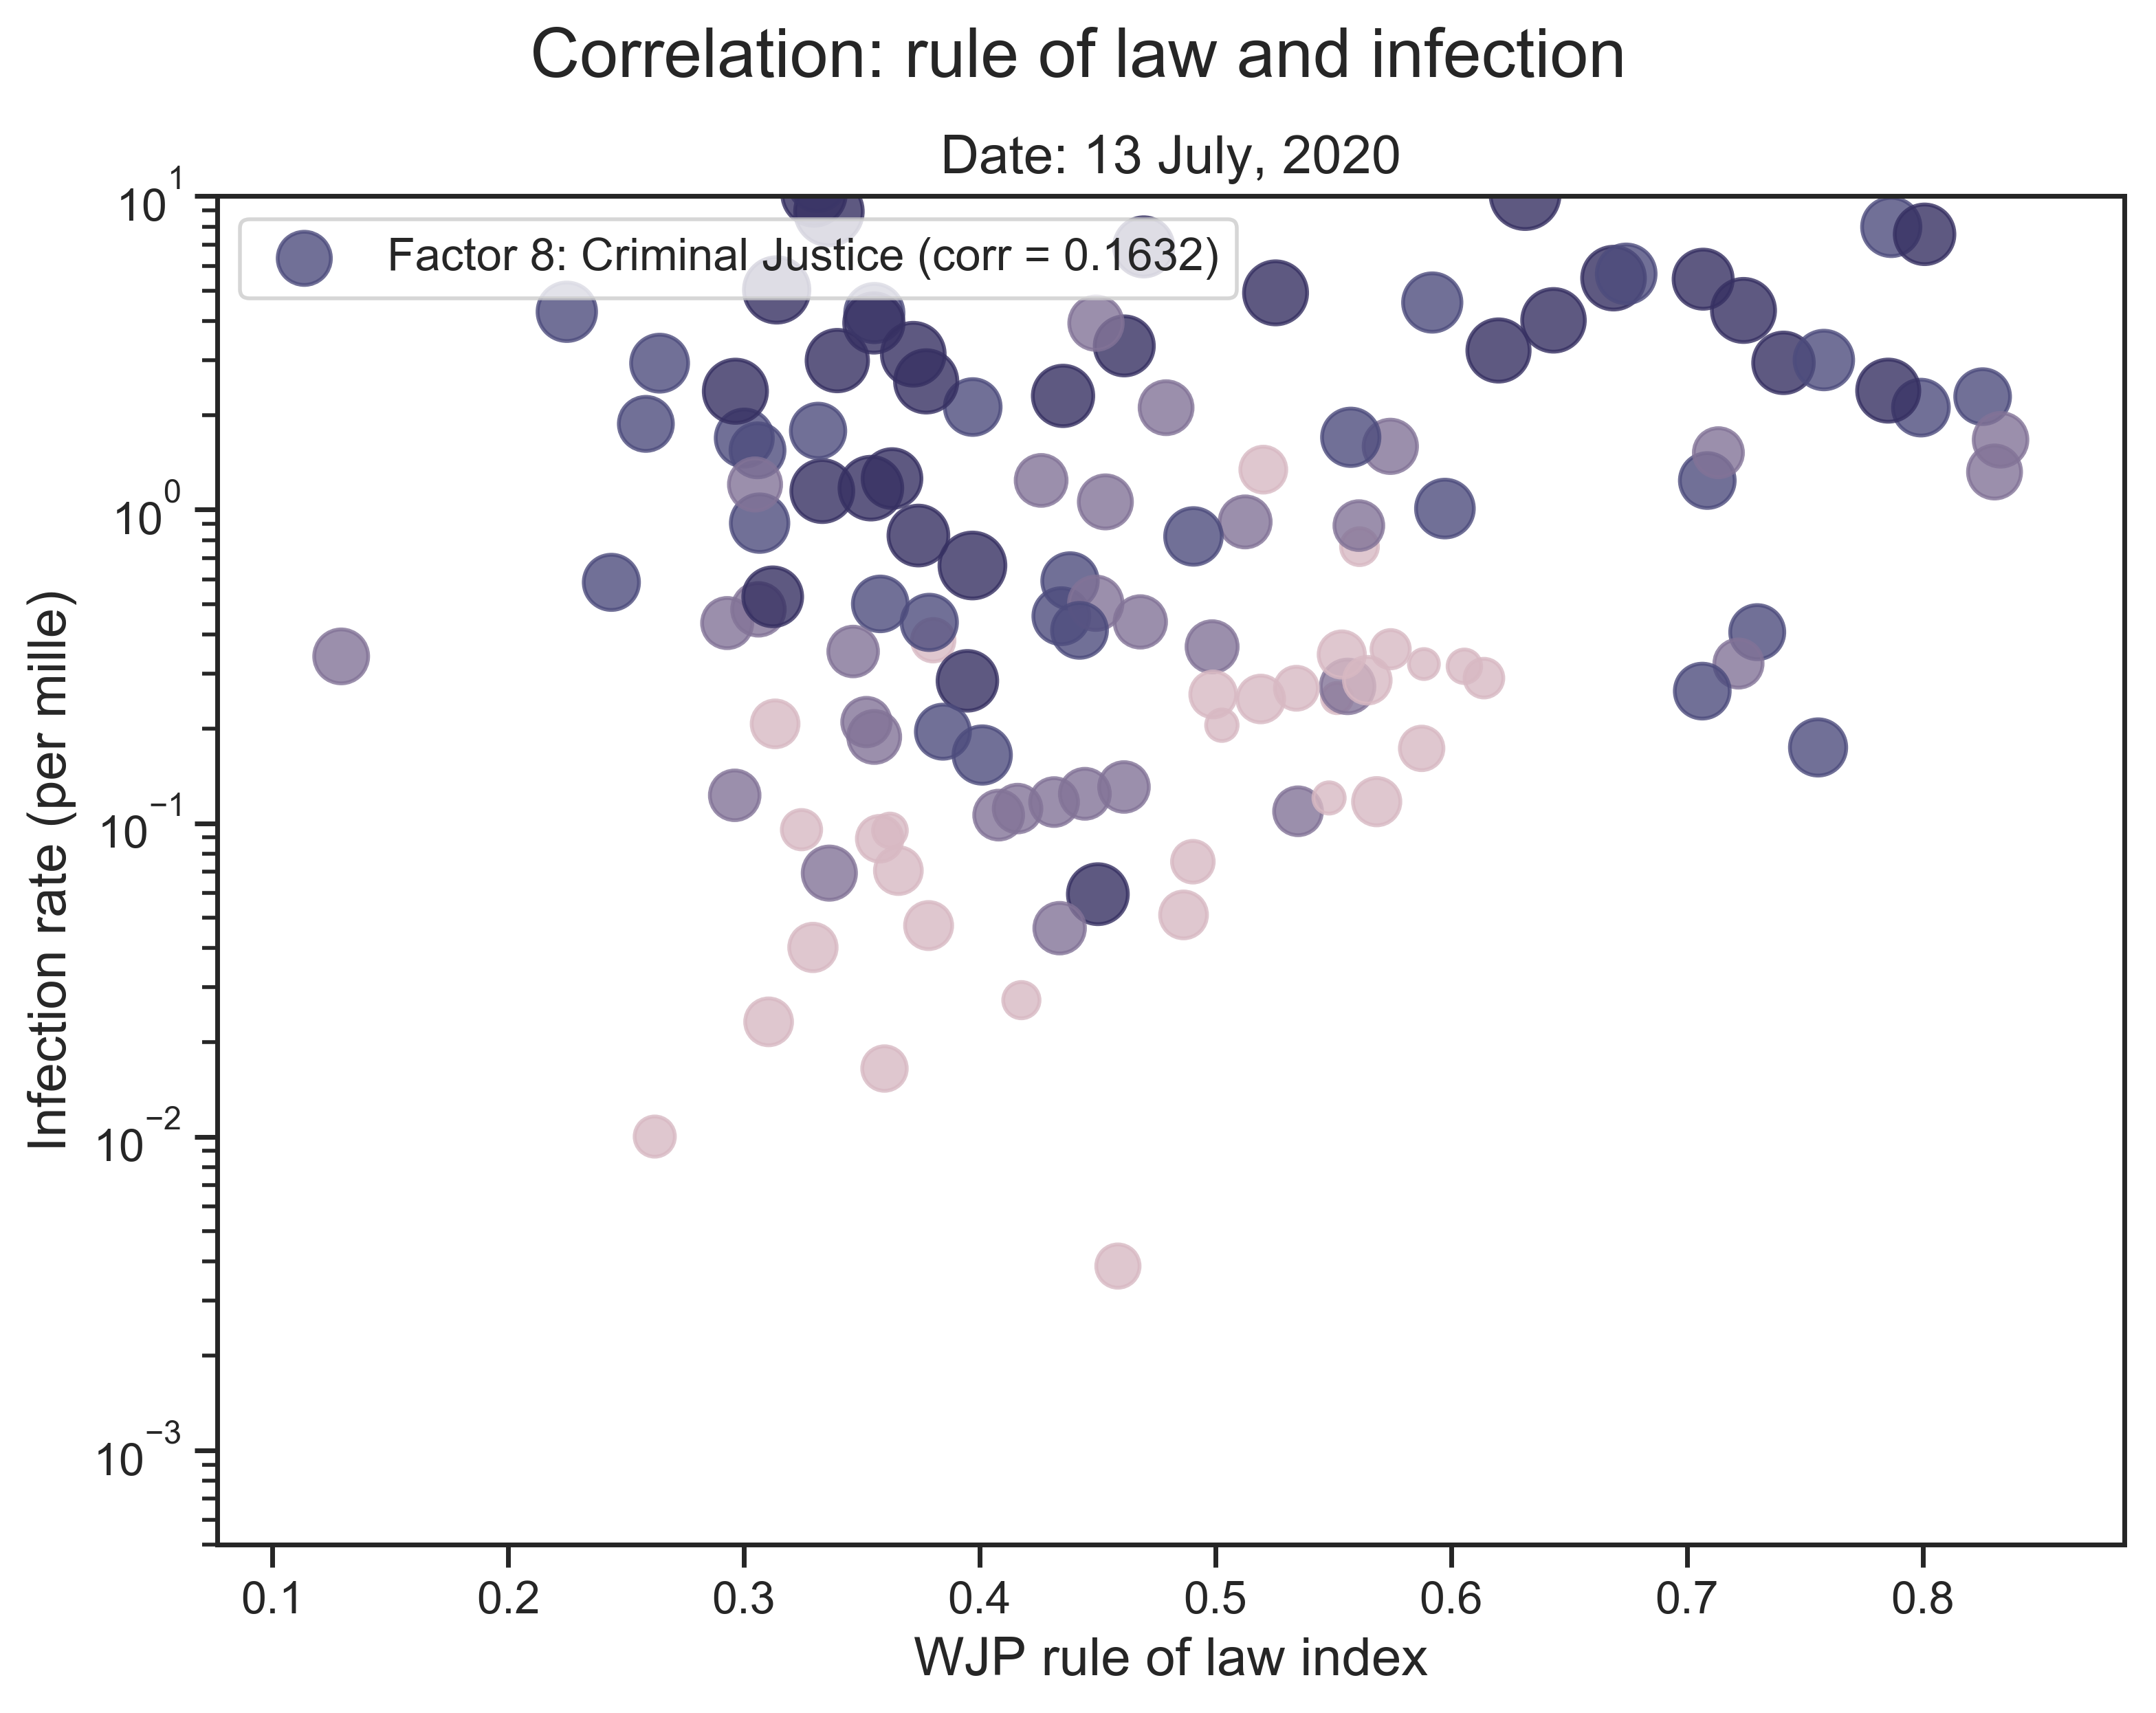 Correlation: rule of law and infection
Date: 13 July, 2020
Factor 8: Criminal Justice (corr = 0.1632)
Infection rate (per mille)
10^1
10^0
10^−1
10^−2
10^−3
0.1 0.2 0.3 0.4 0.5 0.6 0.7 0.8
WJP rule of law index